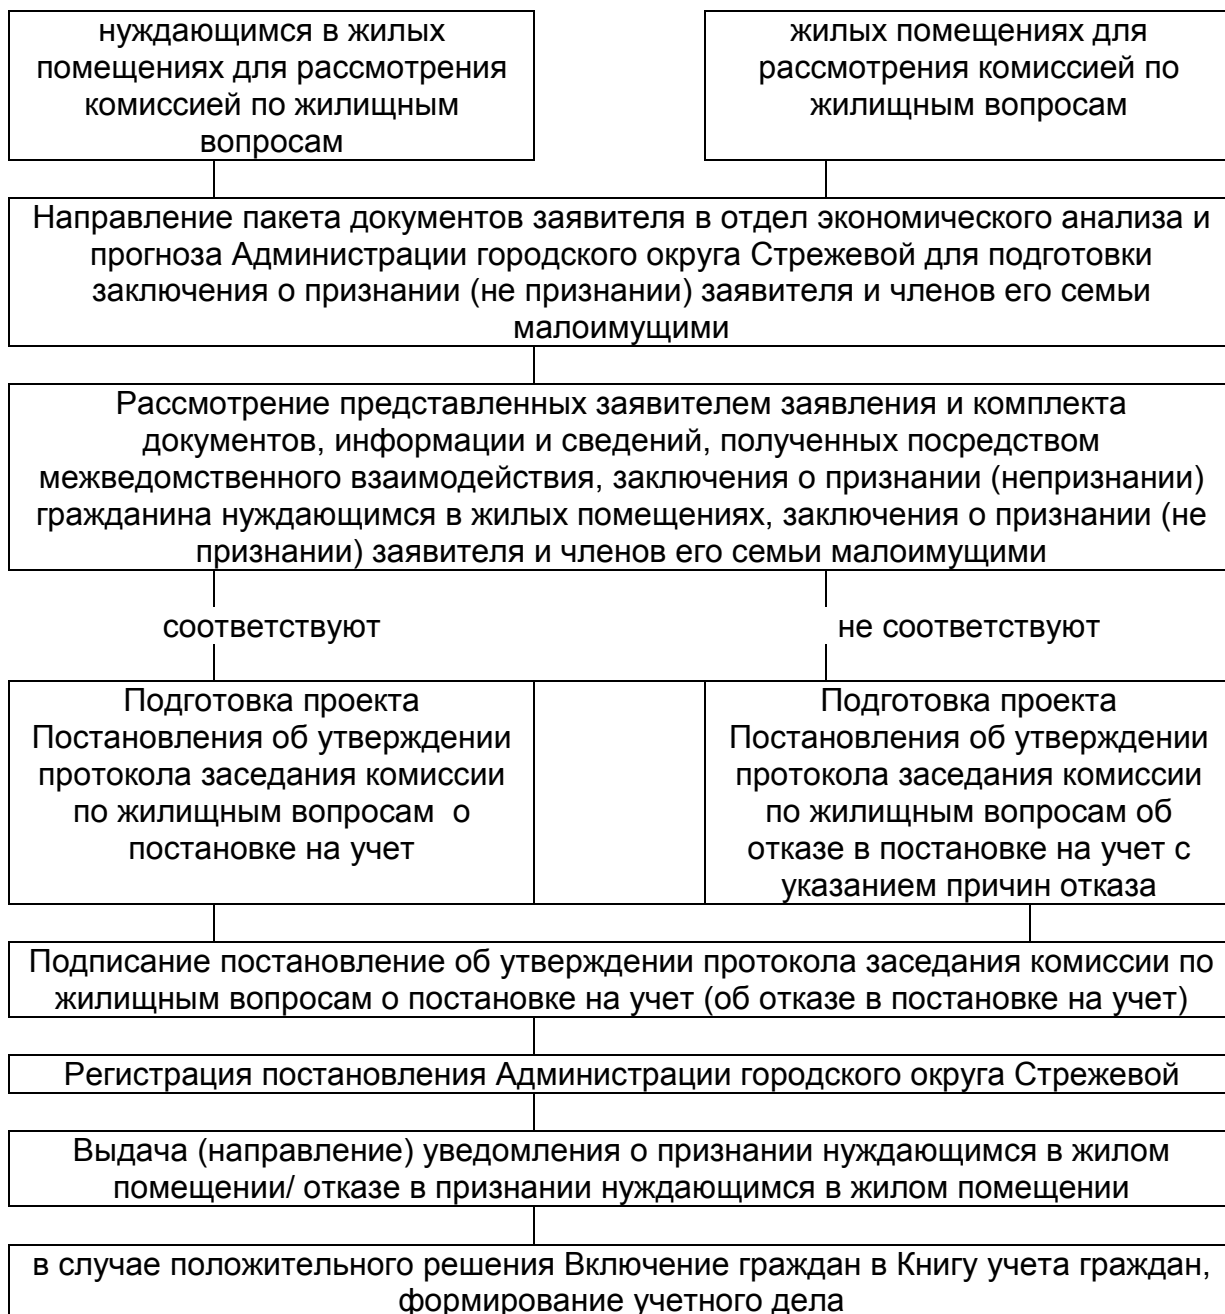 нуждающимся в жилых
помещениях для рассмотрения
комиссией по жилищным
вопросам
жилых помещениях для
рассмотрения комиссией по
жилищным вопросам
Направление пакета документов заявителя в отдел экономического анализа и
прогноза Администрации городского округа Стрежевой для подготовки
заключения о признании (не признании) заявителя и членов его семьи
малоимущими
Рассмотрение представленных заявителем заявления и комплекта
документов, информации и сведений, полученных посредством
межведомственного взаимодействия, заключения о признании (непризнании)
гражданина нуждающимся в жилых помещениях, заключения о признании (не
признании) заявителя и членов его семьи малоимущими
соответствуют
не соответствуют
Подготовка проекта
Постановления об утверждении
протокола заседания комиссии
по жилищным вопросам о
постановке на учет
Подготовка проекта
Постановления об утверждении
протокола заседания комиссии
по жилищным вопросам об
отказе в постановке на учет с
указанием причин отказа
Подписание постановление об утверждении протокола заседания комиссии по
жилищным вопросам о постановке на учет (об отказе в постановке на учет)
Регистрация постановления Администрации городского округа Стрежевой
Выдача (направление) уведомления о признании нуждающимся в жилом
помещении/ отказе в признании нуждающимся в жилом помещении
в случае положительного решения Включение граждан в Книгу учета граждан,
формирование учетного дела